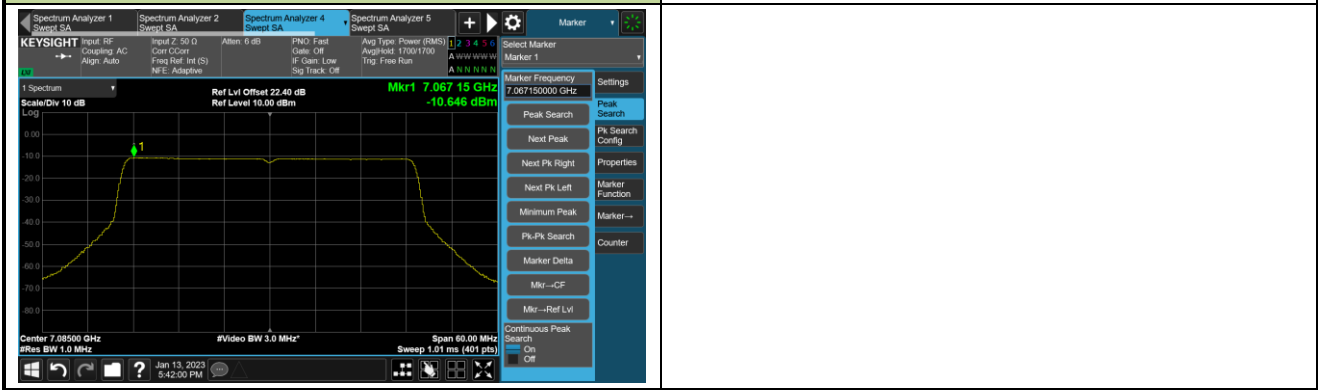 Spectrum Analyzer 1
Swept SA
Spectrum Analyzer 2
Swept SA
Spectrum Analyzer 4
Swept SA
Spectrum Analyzer 5
Swept SA
Marker
KEYSIGHT
Input: RF
Coupling: AC
Align: Auto
Input Z: 50 Ω
Corr CCorr
Freq Ref: Int (S)
NFE: Adaptive
Atten: 6 dB
PNO: Fast
Gate: Off
IF Gain: Low
Sig Track: Off
Avg Type: Power (RMS)
Avg|Hold: 1700/1700
Trig: Free Run
1 2 3 4 5 6
A W W W W W
A N N N N N
Select Marker
Marker 1
1 Spectrum
Scale/Div 10 dB
Log
Ref Lvl Offset 22.40 dB
Ref Level 10.00 dBm
Mkr1 7.067 15 GHz
-10.646 dBm
0.00
-10.0
-20.0
-30.0
-40.0
-50.0
-60.0
-70.0
-80.0
1
Center 7.08500 GHz
#Res BW 1.0 MHz
#Video BW 3.0 MHz*
Span 60.00 MHz
Sweep 1.01 ms (401 pts)
Marker Frequency
7.067150000 GHz
Peak Search
Next Peak
Next Pk Right
Next Pk Left
Minimum Peak
Pk-Pk Search
Marker Delta
Mkr→CF
Mkr→Ref Lvl
Continuous Peak
Search
On
Off
Settings
Peak
Search
Pk Search
Config
Properties
Marker
Function
Marker→
Counter
Jan 13, 2023
5:42:00 PM